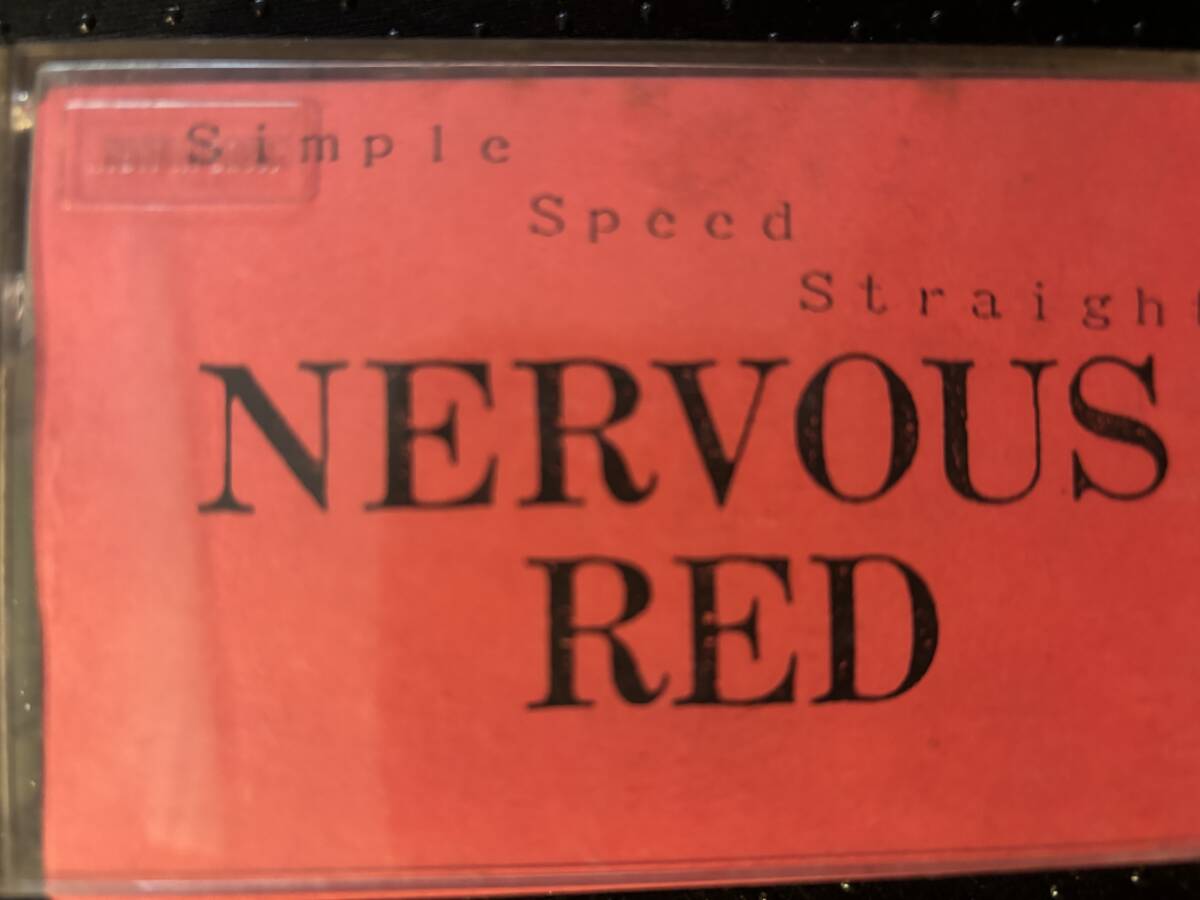 Simple
Speed
Straight
NERVOUS
RED